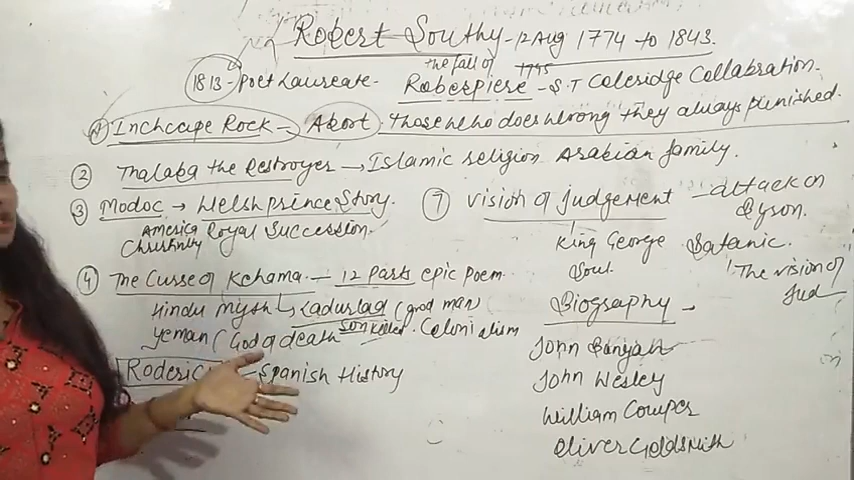 Robert Southy - 12 Aug 1774 to 1843.
1813 - Poet Laureate - the fall of Roberpiere 1795 - S.T Coleridge Collabration.
① Inchcape Rock - About those who does wrong they always punished.
② Thalaba the Destroyer → Islamic religion Arabian family.
③ Modoc → Welsh prince Story.
America Royal Succession.
Christinity
④ The Curse of Kehama - 12 Parts epic poem.
Hindu myth Ladurlad (good man)
yeman (God of death son killed. Colonialism
Roderic - Spanish History
⑦ Vision of judgement - attack on Byron.
King George Satanic.
Soul. "The vision of Jud
Biography -
John Bunyan
John Wesley
William Cowper
Oliver Goldsmith